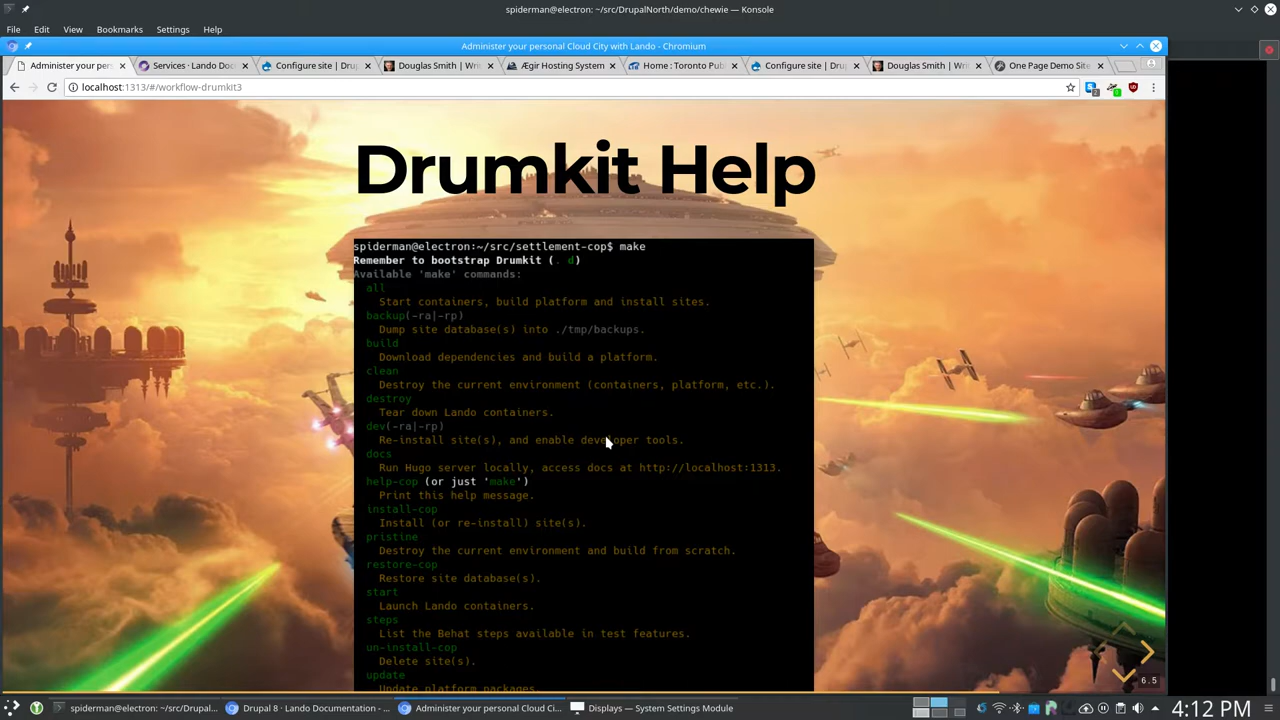 spiderman@electron: ~/src/DrupalNorth/demo/chewie — Konsole
File Edit View Bookmarks Settings Help
Administer your personal Cloud City with Lando - Chromium
Administer your pers Services · Lando Doc Configure site | Drup Douglas Smith | Wri Ægir Hosting System Home : Toronto Pub Configure site | Dru Douglas Smith | Wri One Page Demo Site
localhost:1313/#/workflow-drumkit3
Drumkit Help
spiderman@electron:~/src/settlement-cop$ make
Remember to bootstrap Drumkit (. d)
Available 'make' commands:
all
Start containers, build platform and install sites.
backup(-ra|-rp)
Dump site database(s) into ./tmp/backups.
build
Download dependencies and build a platform.
clean
Destroy the current environment (containers, platform, etc.).
destroy
Tear down Lando containers.
dev(-ra|-rp)
Re-install site(s), and enable developer tools.
docs
Run Hugo server locally, access docs at http://localhost:1313.
help-cop (or just 'make')
Print this help message.
install-cop
Install (or re-install) site(s).
pristine
Destroy the current environment and build from scratch.
restore-cop
Restore site database(s).
start
Launch Lando containers.
steps
List the Behat steps available in test features.
un-install-cop
Delete site(s).
update
Update platform packages.
6.5
spiderman@electron: ~/src/Drupal... Drupal 8 · Lando Documentation - ... Administer your personal Cloud Ci... Displays — System Settings Module 4:12 PM